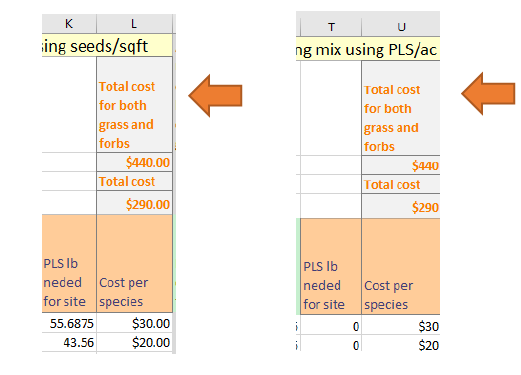 K L
ing seeds/sqft
Total cost
for both
grass and
forbs
$440.00
Total cost
$290.00
PLS lb
neded
for site
Cost per
species
55.6875 $30.00
43.56 $20.00
T U
ng mix using PLS/ac
Total cost
for both
grass and
forbs
$440
Total cost
$290
PLS lb
neded
for site
Cost per
species
0 $30
0 $20